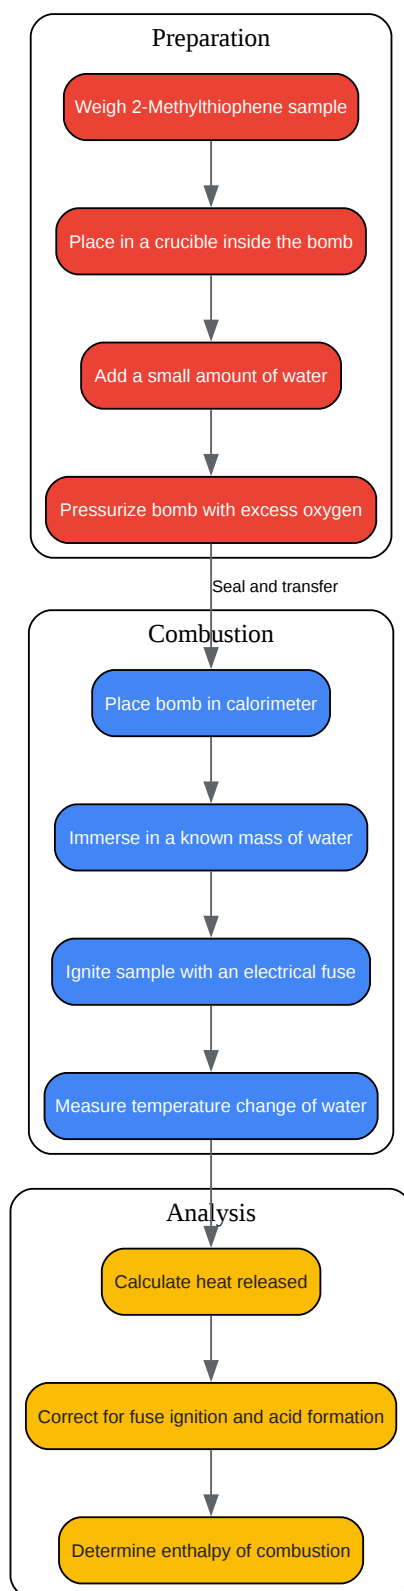 Preparation
Weigh 2-Methylthiophene sample
Place in a crucible inside the bomb
Add a small amount of water
Pressurize bomb with excess oxygen
Seal and transfer
Combustion
Place bomb in calorimeter
Immerse in a known mass of water
Ignite sample with an electrical fuse
Measure temperature change of water
Analysis
Calculate heat released
Correct for fuse ignition and acid formation
Determine enthalpy of combustion